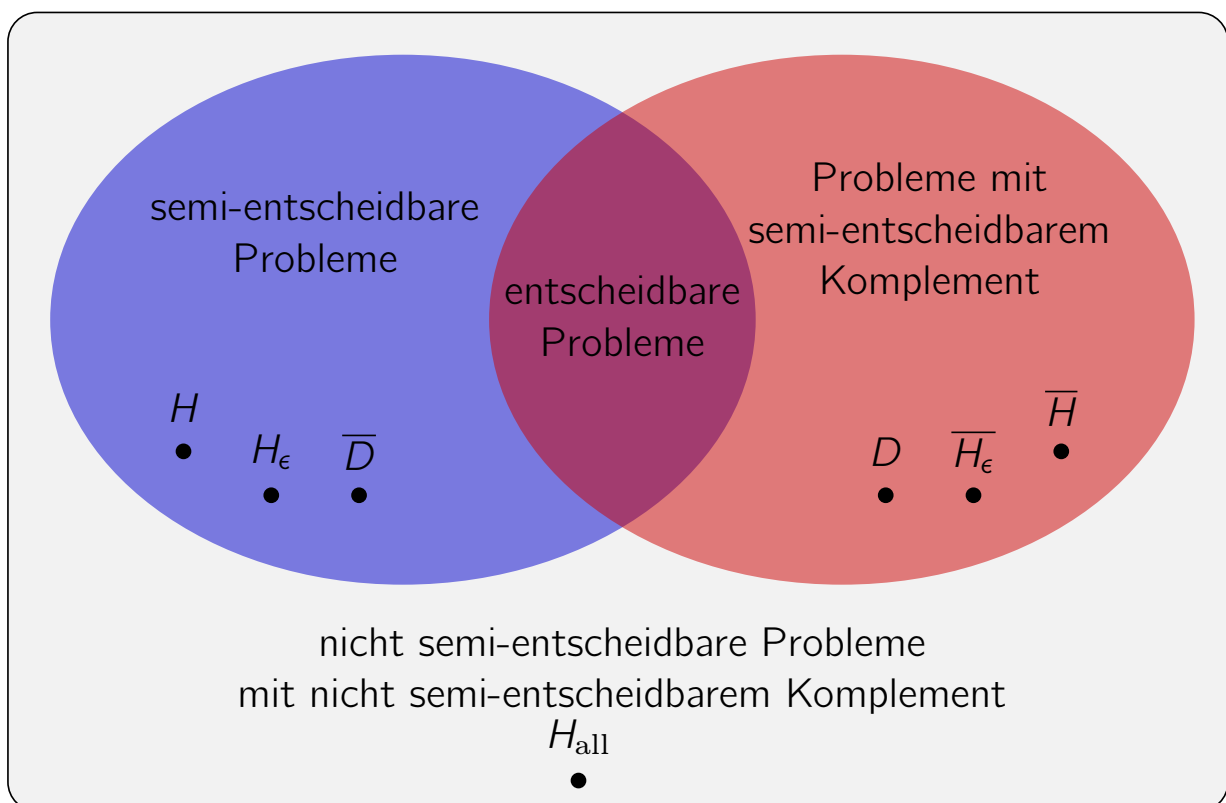 semi-entscheidbare
Probleme
Probleme mit
semi-entscheidbarem
Komplement
entscheidbare
Probleme
H
H_ϵ
D̅
D
H̅_ϵ̅
H̅
nicht semi-entscheidbare Probleme
mit nicht semi-entscheidbarem Komplement
H_all